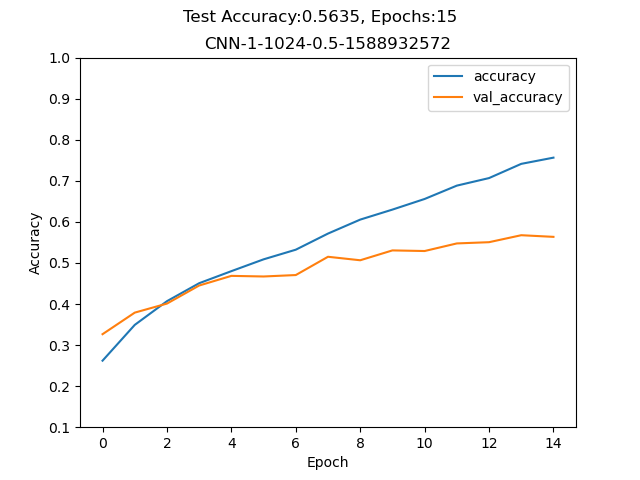 Test Accuracy:0.5635, Epochs:15
CNN-1-1024-0.5-1588932572
accuracy
val_accuracy
Accuracy
1.0
0.9
0.8
0.7
0.6
0.5
0.4
0.3
0.2
0.1
0 2 4 6 8 10 12 14
Epoch